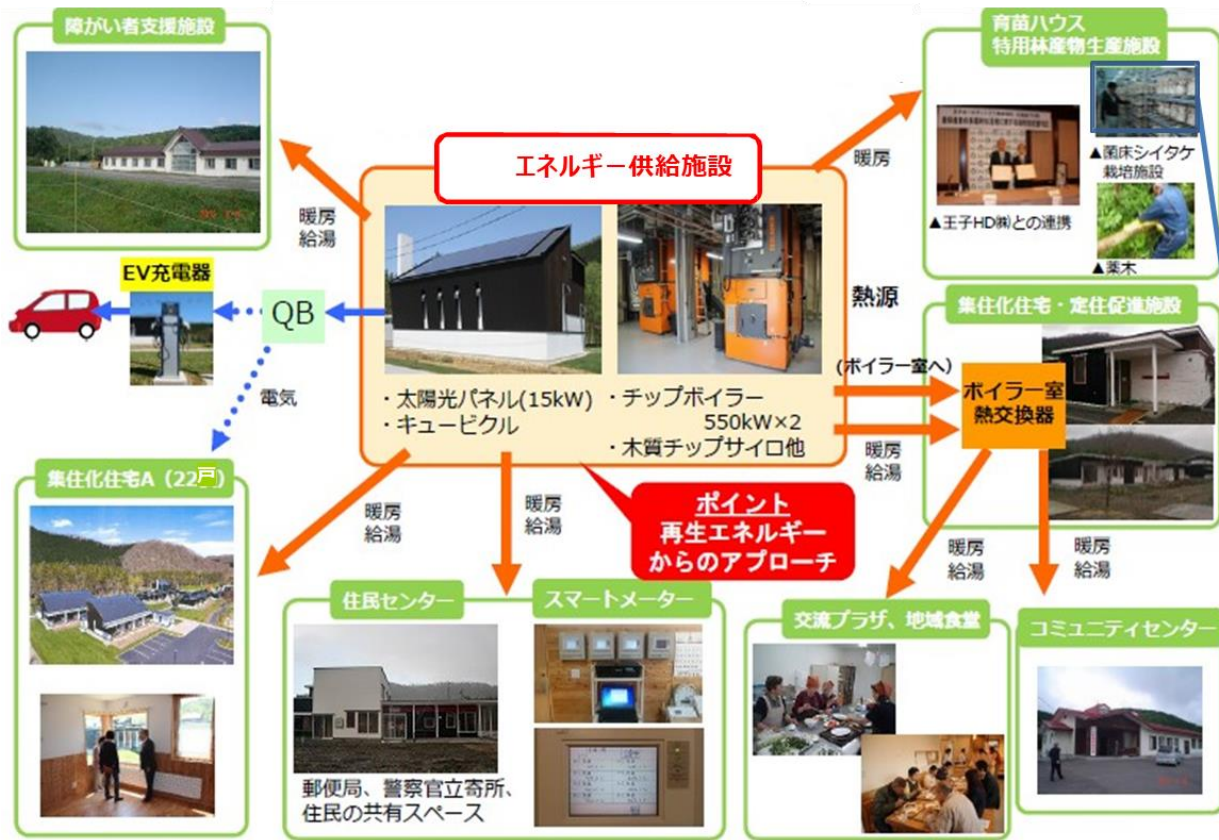 障がい者支援施設
育苗ハウス
特用林産物生産施設
エネルギー供給施設
暖房
▲菌床シイタケ
栽培施設
▲王子HD㈱との連携
▲薬木
暖房
給湯
EV充電器
QB
電気
熱源
・太陽光パネル(15kW)
・キュービクル
・チップボイラー
550kW×2
・木質チップサイロ他
(ボイラー室へ)
暖房
給湯
集住化住宅・定住促進施設
ボイラー室
熱交換器
ポイント
再生エネルギー
からのアプローチ
集住化住宅A（22戸）
暖房
給湯
暖房
給湯
暖房
給湯
暖房
給湯
住民センター
スマートメーター
交流プラザ、地域食堂
コミュニティセンター
郵便局、警察官立寄所、
住民の共有スペース